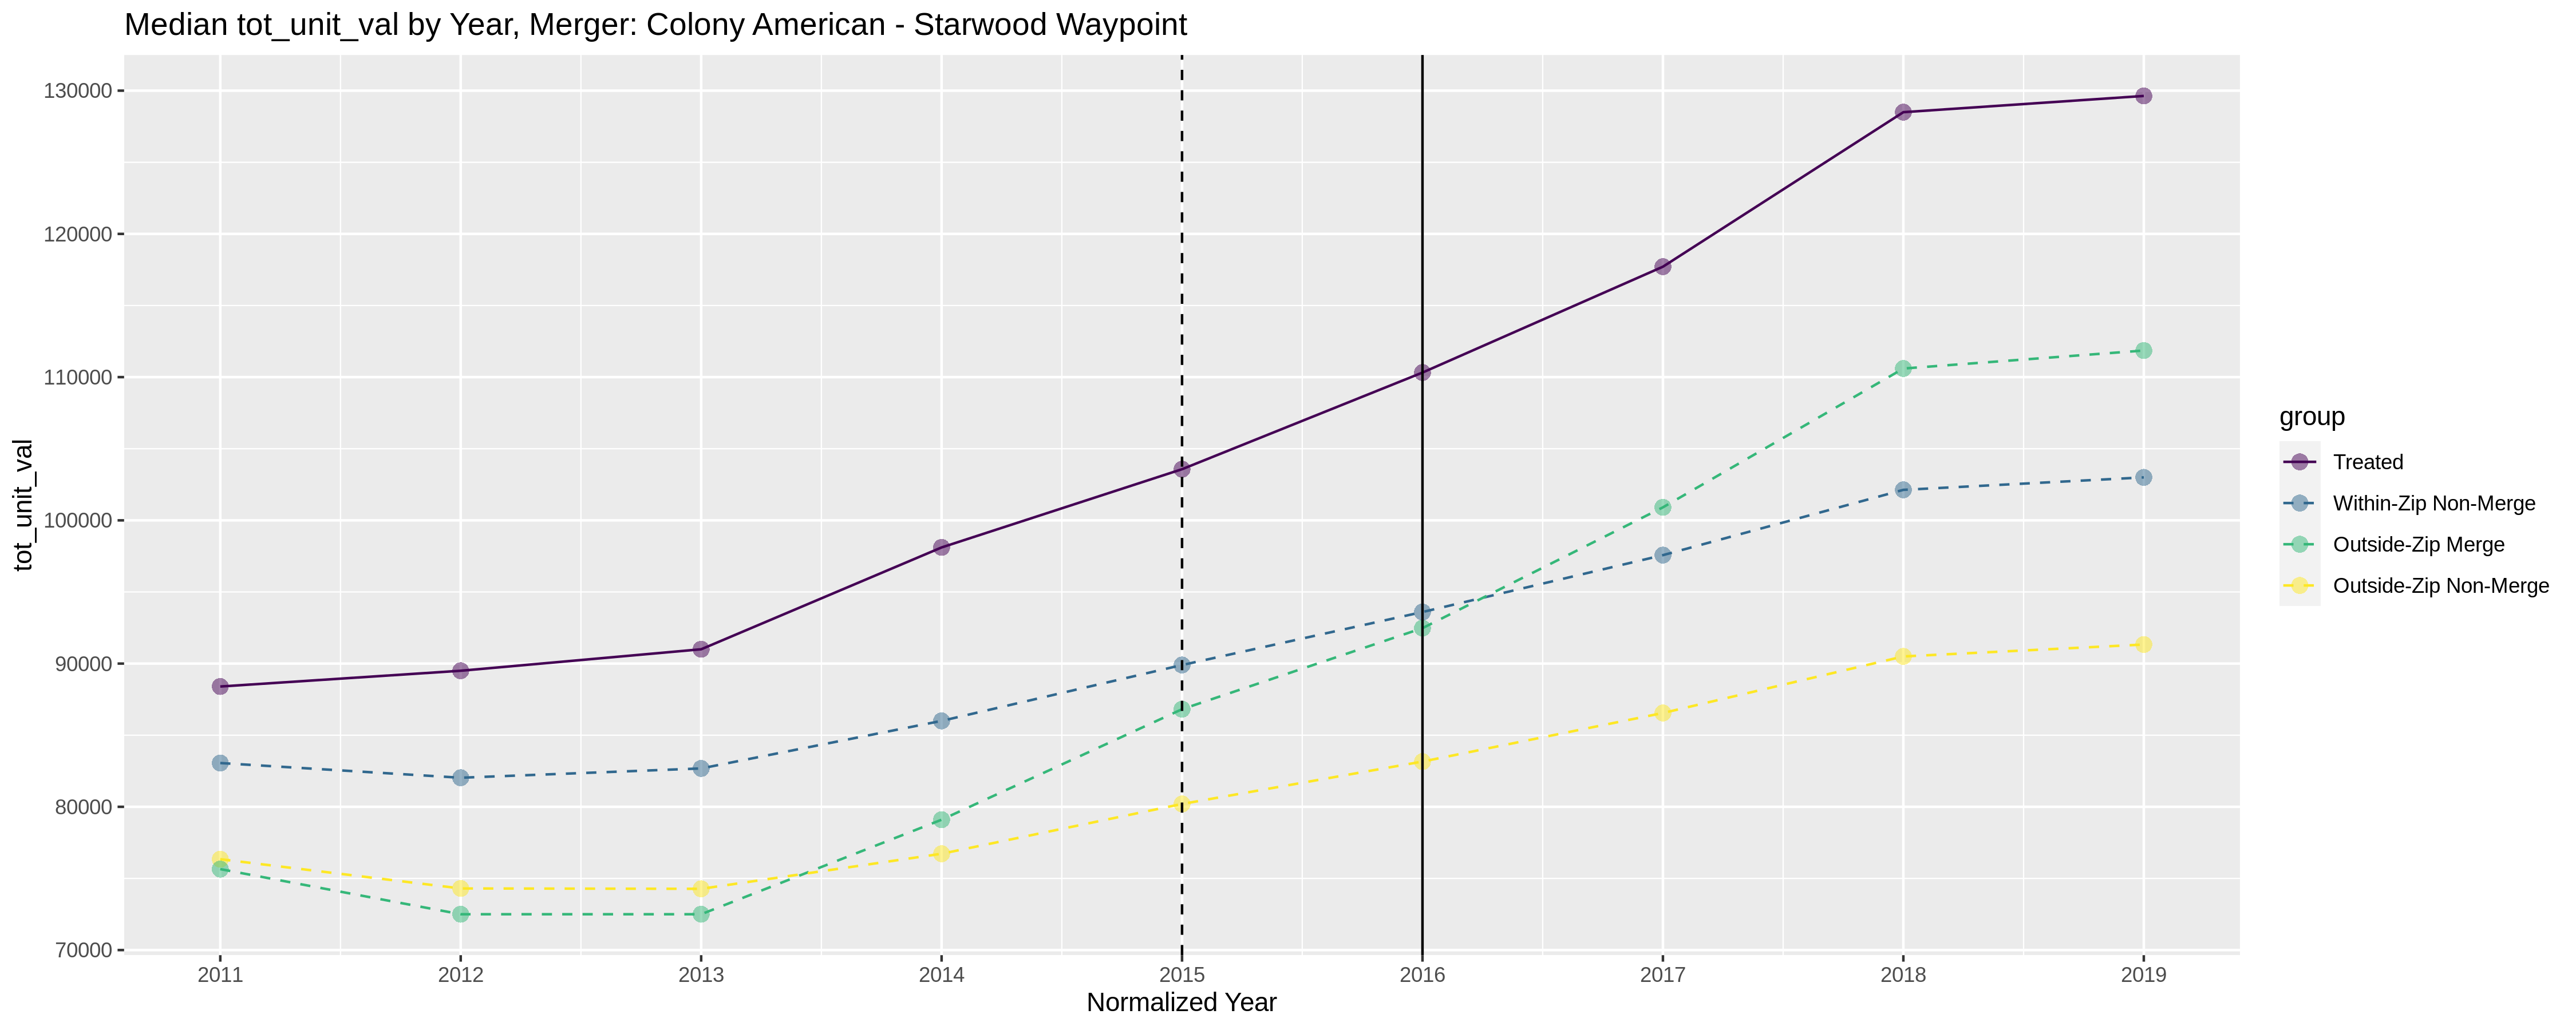 Median tot_unit_val by Year, Merger: Colony American - Starwood Waypoint
tot_unit_val
130000
120000
110000
100000
90000
80000
70000
2011 2012 2013 2014 2015 2016 2017 2018 2019
Normalized Year
group
Treated
Within-Zip Non-Merge
Outside-Zip Merge
Outside-Zip Non-Merge